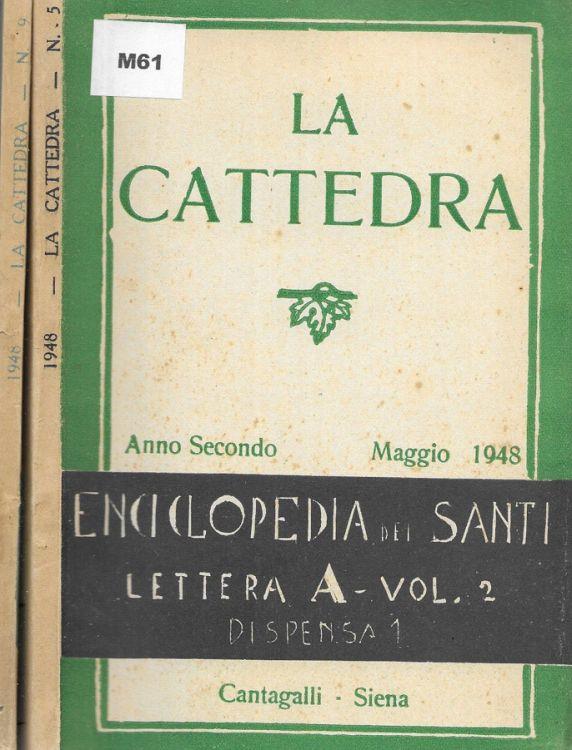 1948 — LA CATTEDRA — N. 9
1948 — LA CATTEDRA — N. - 5
M61
LA
CATTEDRA
Anno Secondo Maggio 1948
ENCICLOPEDIA DEI SANTI
LETTERA A - VOL. 2
DISPENSA 1
Cantagalli - Siena